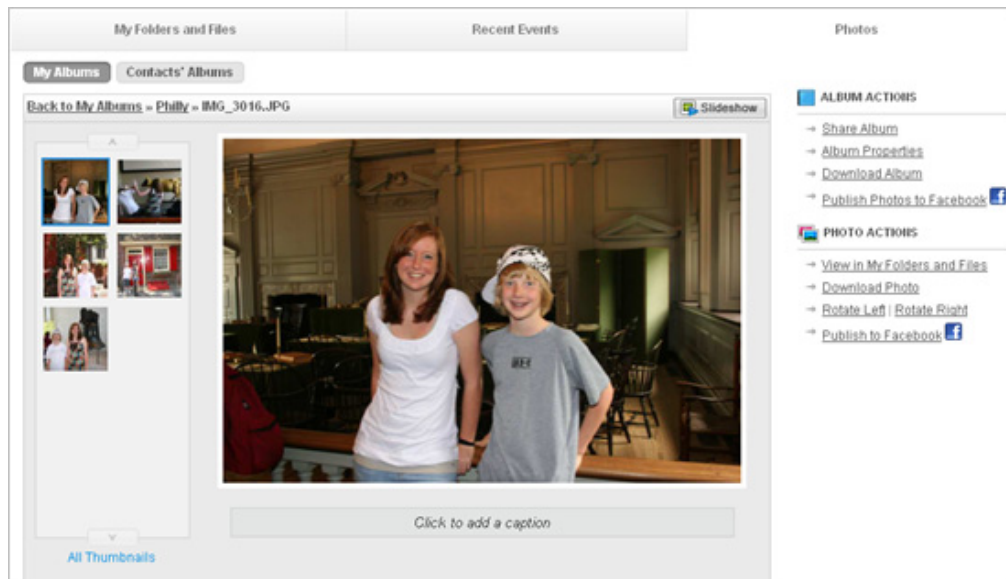 My Folders and Files
Recent Events
Photos
My Albums
Contacts' Albums
Back to My Albums » Philly » IMG_3016.JPG
Slideshow
All Thumbnails
Click to add a caption
ALBUM ACTIONS
→ Share Album
→ Album Properties
→ Download Album
→ Publish Photos to Facebook f
PHOTO ACTIONS
→ View in My Folders and Files
→ Download Photo
→ Rotate Left | Rotate Right
→ Publish to Facebook f